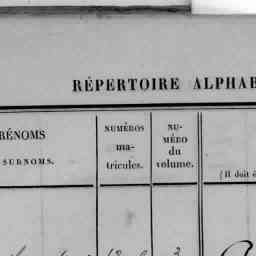 RÉPERTOIRE ALPHAB
RÉNOMS
SURNOMS.
NUMÉROS
ma-
tricules.
NU-
MÉRO
du
volume.
(Il doit ê